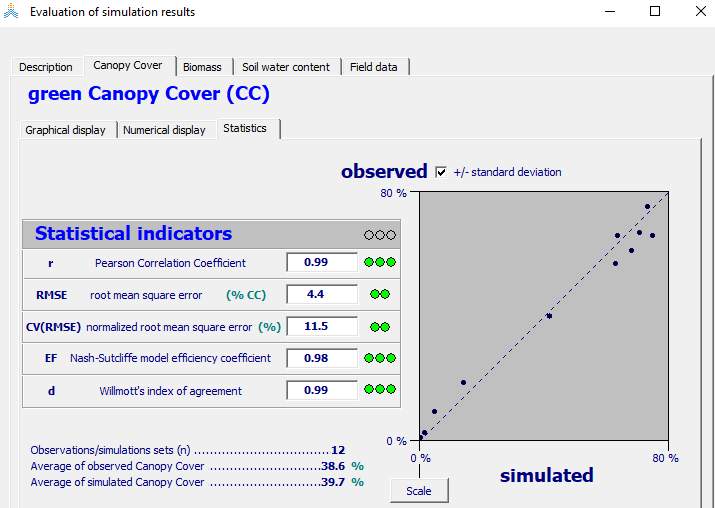 Evaluation of simulation results
Description Canopy Cover Biomass Soil water content Field data
green Canopy Cover (CC)
Graphical display Numerical display Statistics
observed +/- standard deviation
80 %
Statistical indicators
r Pearson Correlation Coefficient 0.99
RMSE root mean square error (% CC) 4.4
CV(RMSE) normalized root mean square error (%) 11.5
EF Nash-Sutcliffe model efficiency coefficient 0.98
d Willmott's index of agreement 0.99
0 %
0 % 80 %
simulated
Observations/simulations sets (n) ...........................12
Average of observed Canopy Cover ..............................38.6 %
Average of simulated Canopy Cover ..............................39.7 %
Scale